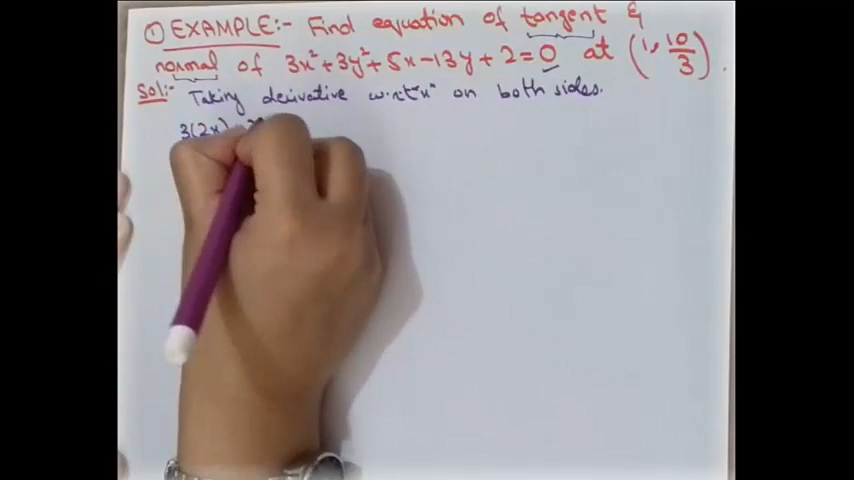 ① EXAMPLE:- Find equation of tangent &
normal of 3x²+3y²+5x-13y+2=0 at (1, 10/3).
Sol:- Taking derivative w.r.t "x" on both sides.
3(2x)